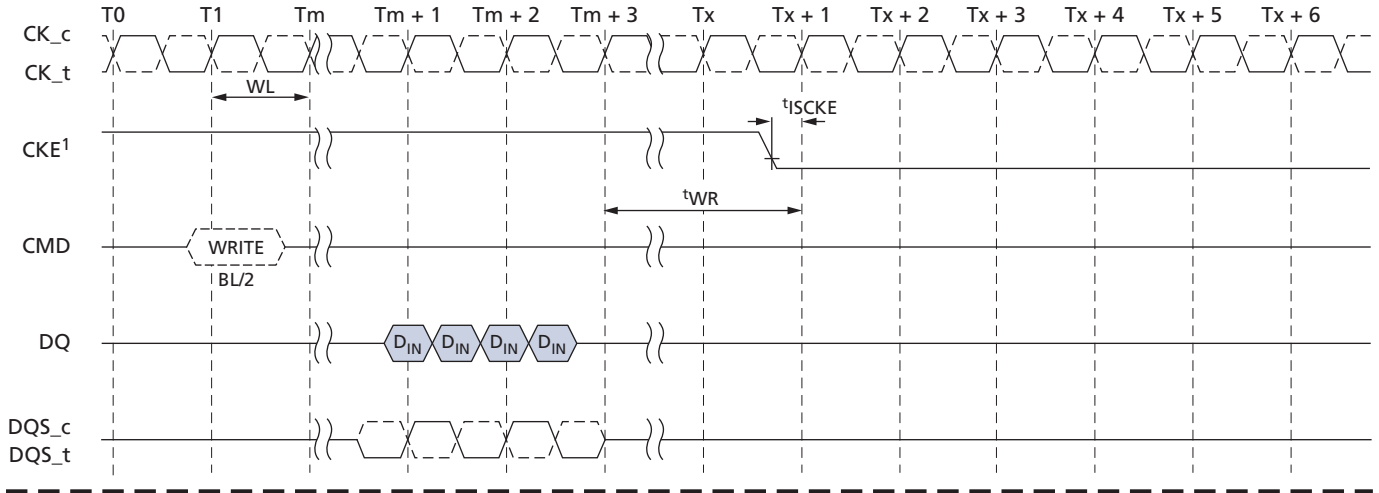 T0 T1 Tm Tm + 1 Tm + 2 Tm + 3 Tx Tx + 1 Tx + 2 Tx + 3 Tx + 4 Tx + 5 Tx + 6
CK_c
CK_t
WL
tISCKE
CKE1
tWR
CMD WRITE
BL/2
DQ DIN DIN DIN DIN
DQS_c
DQS_t